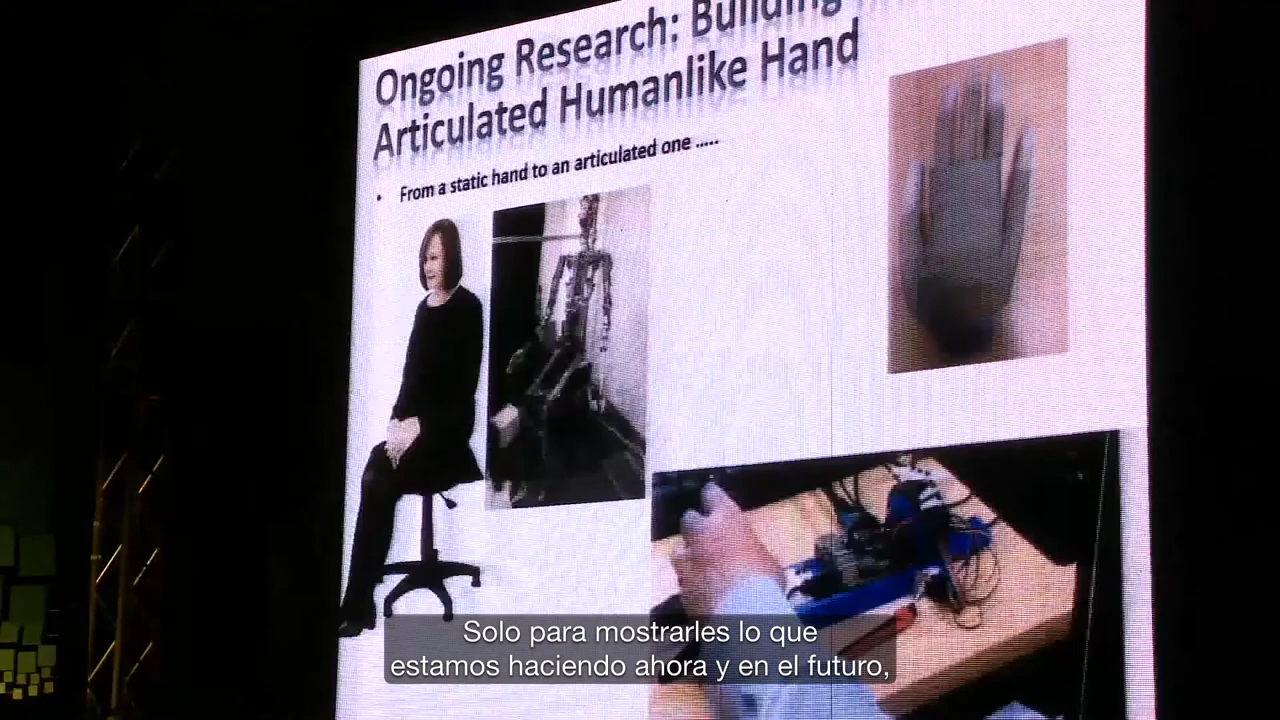 Ongoing Research: Building
Articulated Humanlike Hand
• From a static hand to an articulated one .....
Solo para mostrarles lo que
estamos haciendo ahora y en el futuro,